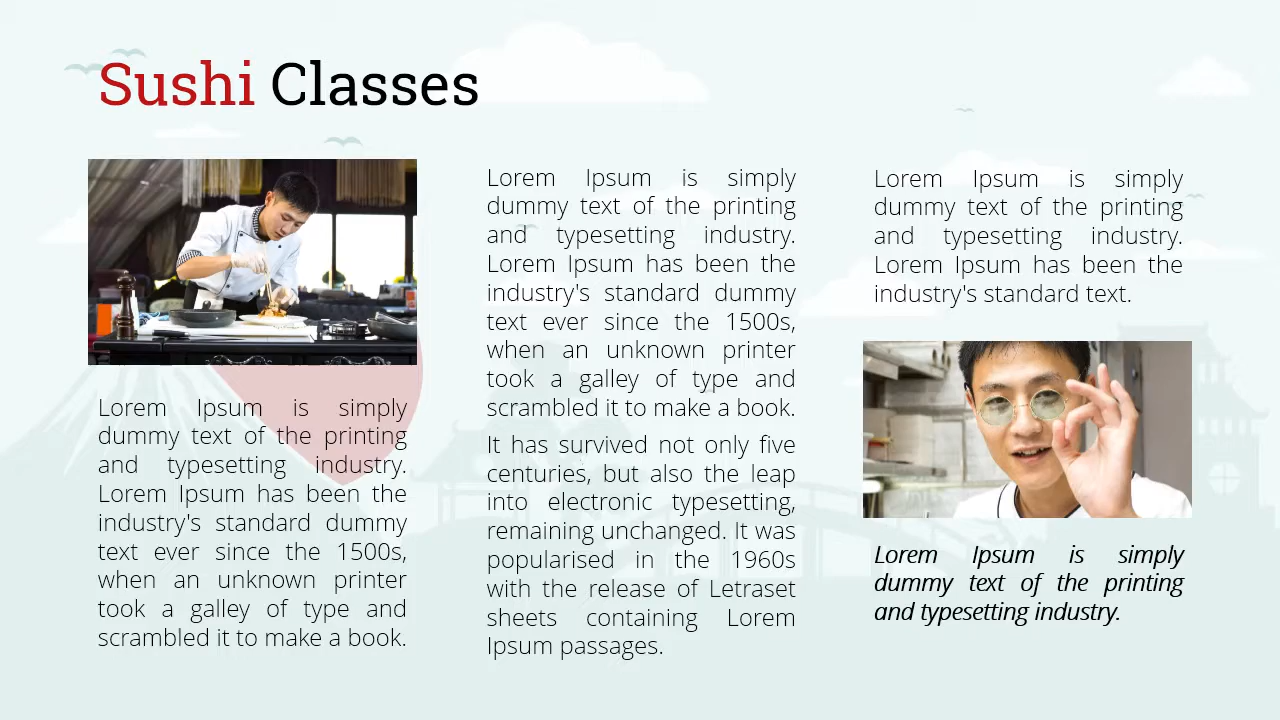 Sushi Classes
Lorem Ipsum is simply
dummy text of the printing
and typesetting industry.
Lorem Ipsum has been the
industry's standard dummy
text ever since the 1500s,
when an unknown printer
took a galley of type and
scrambled it to make a book.
Lorem Ipsum is simply
dummy text of the printing
and typesetting industry.
Lorem Ipsum has been the
industry's standard dummy
text ever since the 1500s,
when an unknown printer
took a galley of type and
scrambled it to make a book.
It has survived not only five
centuries, but also the leap
into electronic typesetting,
remaining unchanged. It was
popularised in the 1960s
with the release of Letraset
sheets containing Lorem
Ipsum passages.
Lorem Ipsum is simply
dummy text of the printing
and typesetting industry.
Lorem Ipsum has been the
industry's standard text.
Lorem Ipsum is simply
dummy text of the printing
and typesetting industry.